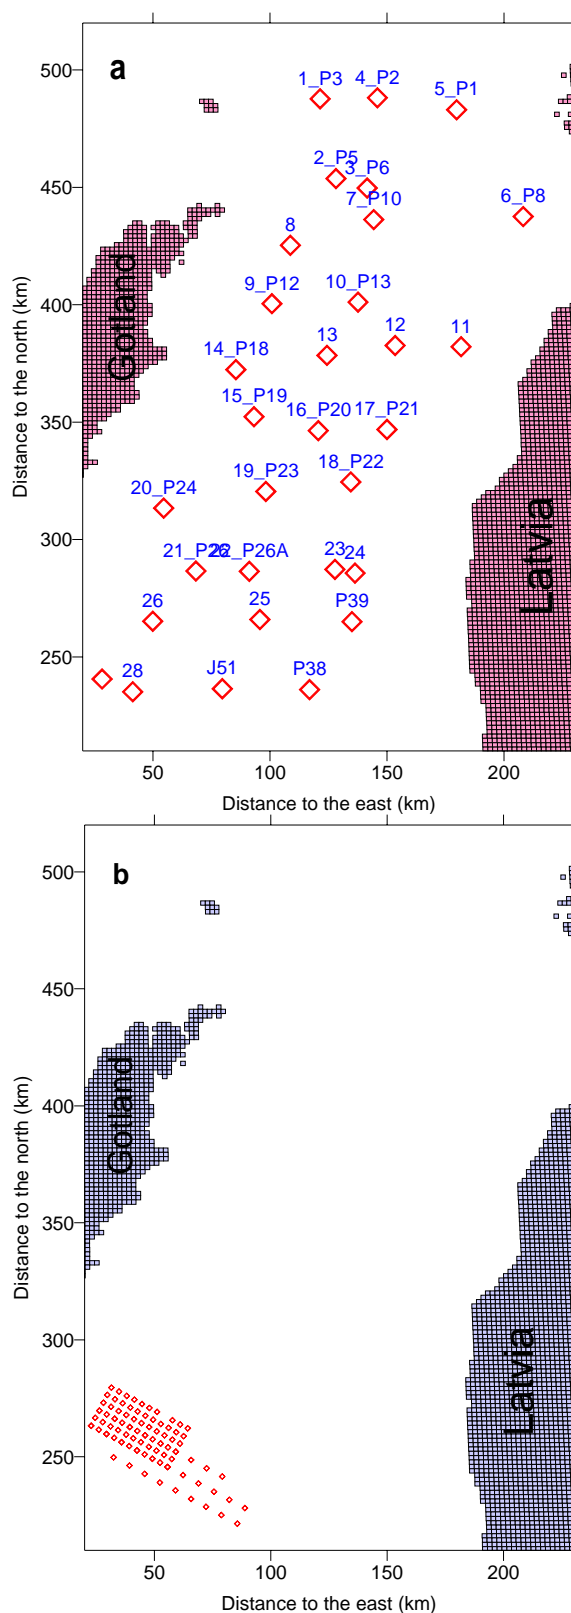 a
500
450
400
350
300
250
Distance to the north (km)
1_P3
4_P2
5_P1
2_P5
3_P6
7_P10
6_P8
8
9_P12
10_P13
13
12
11
14_P18
15_P19
16_P20
17_P21
18_P22
19_P23
20_P24
21_P26
22_P26A
23
24
26
25
P39
28
J51
P38
Gotland
Latvia
50
100
150
200
Distance to the east (km)
b
500
450
400
350
300
250
Distance to the north (km)
Gotland
Latvia
50
100
150
200
Distance to the east (km)